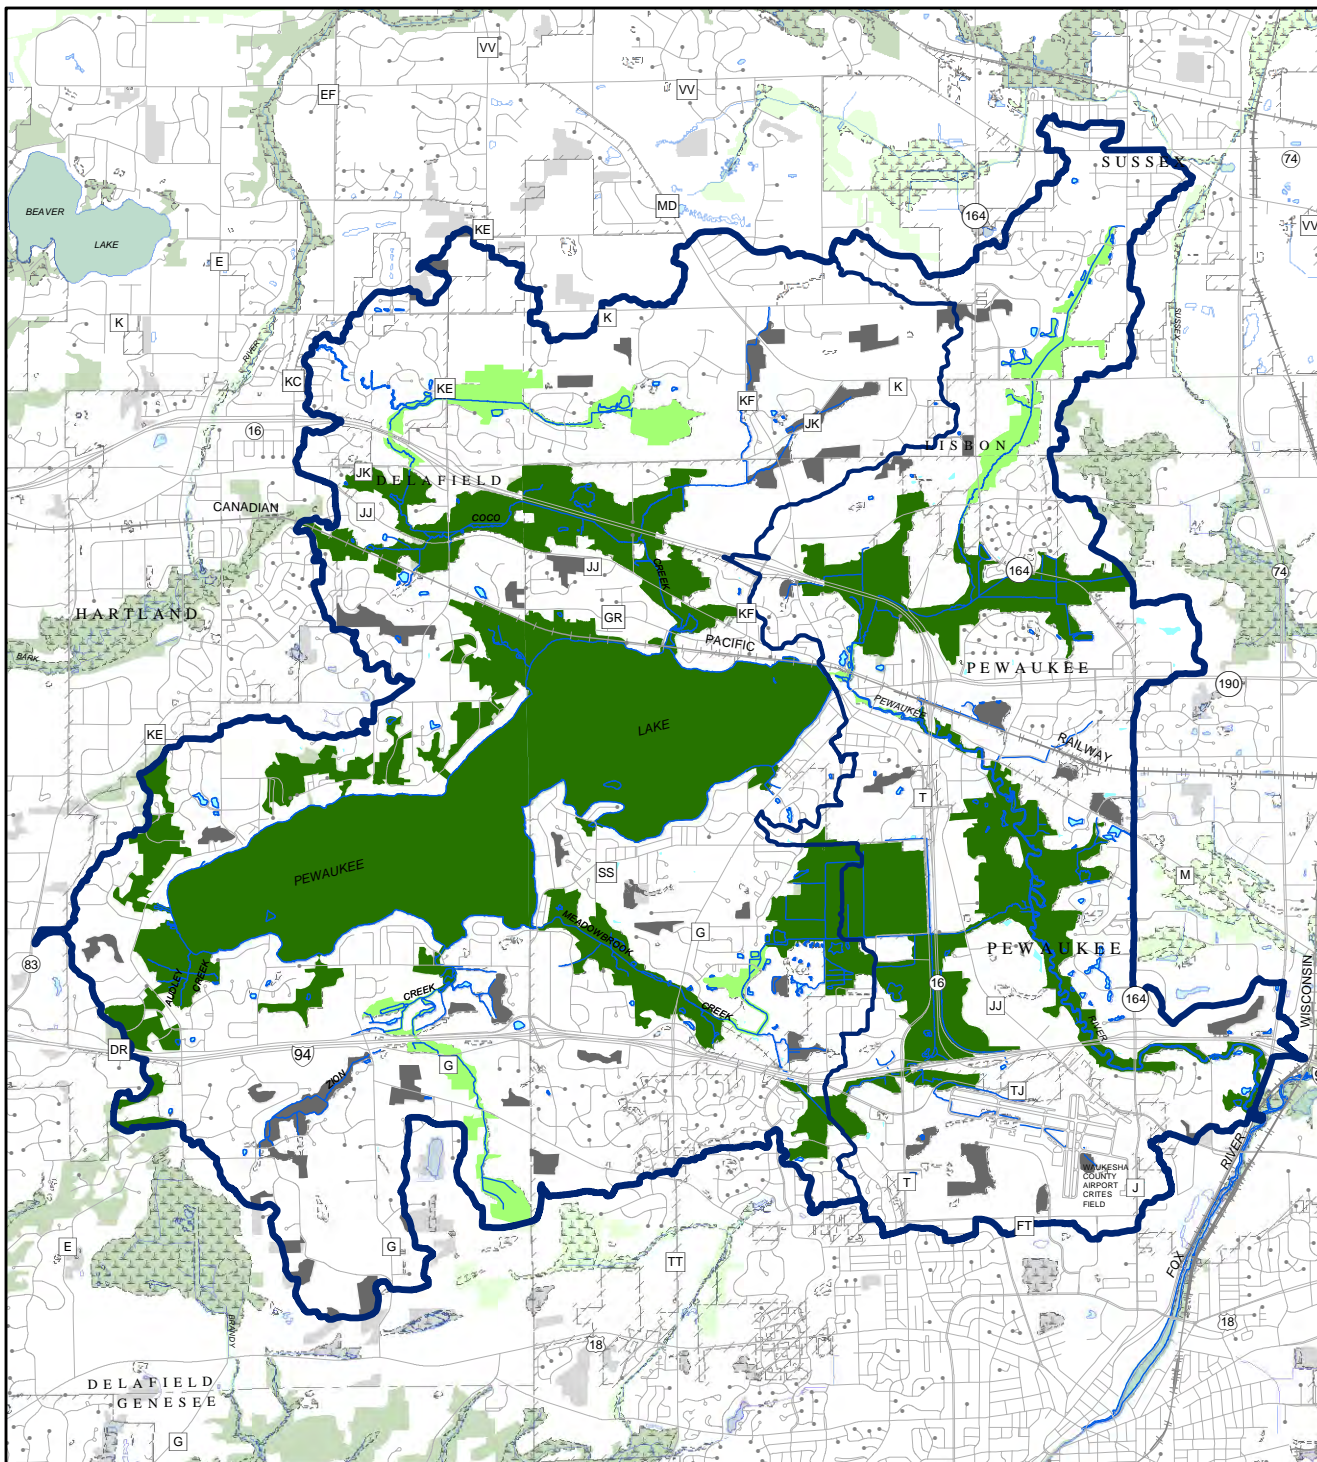 VV
EF
VV
SUSSEX
74
BEAVER
LAKE
MD
164
VV
KE
E
K
K
SUSSEX
RIVER
KC
KE
KF
K
16
JK
LISBON
JK
DELAFIELD
CANADIAN
JJ
COCO
CREEK
JJ
164
74
HARTLAND
GR
KF
PACIFIC
BARK
PEWAUKEE
190
LAKE
PEWAUKEE
KE
RAILWAY
T
PEWAUKEE
SS
M
MEADOWBROOK
G
PEWAUKEE
83
AUDLEY
CREEK
CREEK
CREEK
16
JJ
164
WISCONSIN
RIVER
DR
94
G
ZION
TJ
RIVER
WAUKESHA
COUNTY
AIRPORT
CRITES
FIELD
T
J
FT
E
G
TT
FOX
BRANDY
18
18
DELAFIELD
GENESEE
G